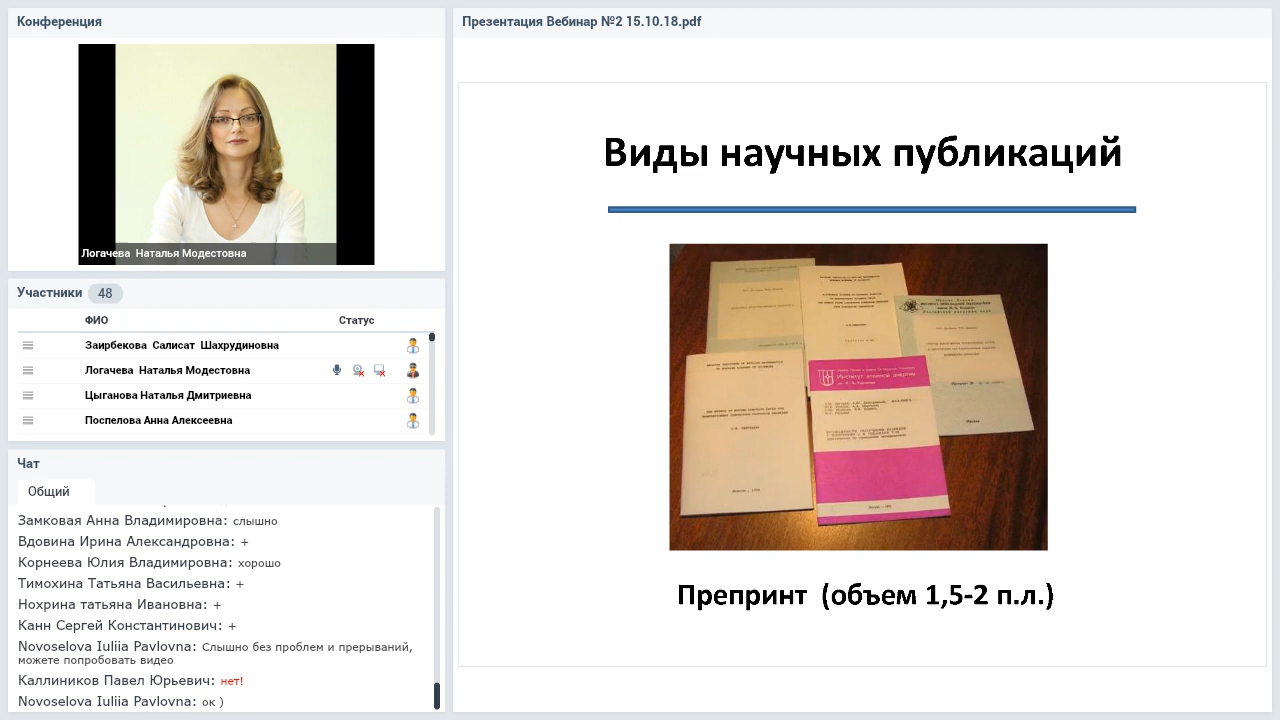 Конференция
Логачева  Наталья Модестовна
Участники 48
ФИО Статус
Заирбекова  Салисат  Шахрудиновна
Логачева  Наталья Модестовна
Цыганова Наталья Дмитриевна
Поспелова Анна Алексеевна
Чат
Общий
Замковая Анна Владимировна: слышно
Вдовина Ирина Александровна: +
Корнеева Юлия Владимировна: хорошо
Тимохина Татьяна Васильевна: +
Нохрина татьяна Ивановна: +
Канн Сергей Константинович: +
Novoselova Iuliia Pavlovna: Слышно без проблем и прерываний,
можете попробовать видео
Каллиников Павел Юрьевич: нет!
Novoselova Iuliia Pavlovna: ок )
Презентация Вебинар №2 15.10.18.pdf
Виды научных публикаций
Институт атомной энергии
Препринт  (объем 1,5-2 п.л.)